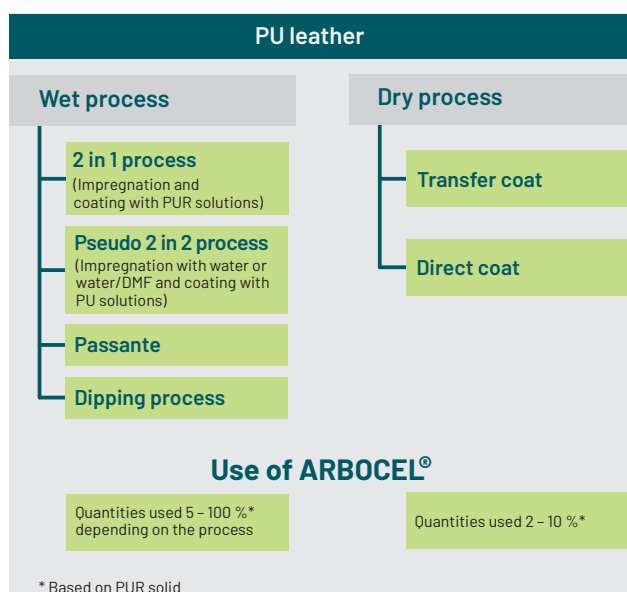 PU leather
Wet process
2 in 1 process
(Impregnation and
coating with PUR solutions)
Pseudo 2 in 2 process
(Impregnation with water or
water/DMF and coating with
PU solutions)
Passante
Dipping process
Dry process
Transfer coat
Direct coat
Use of ARBOCEL®
Quantities used 5 – 100 %*
depending on the process
Quantities used 2 – 10 %*
* Based on PUR solid